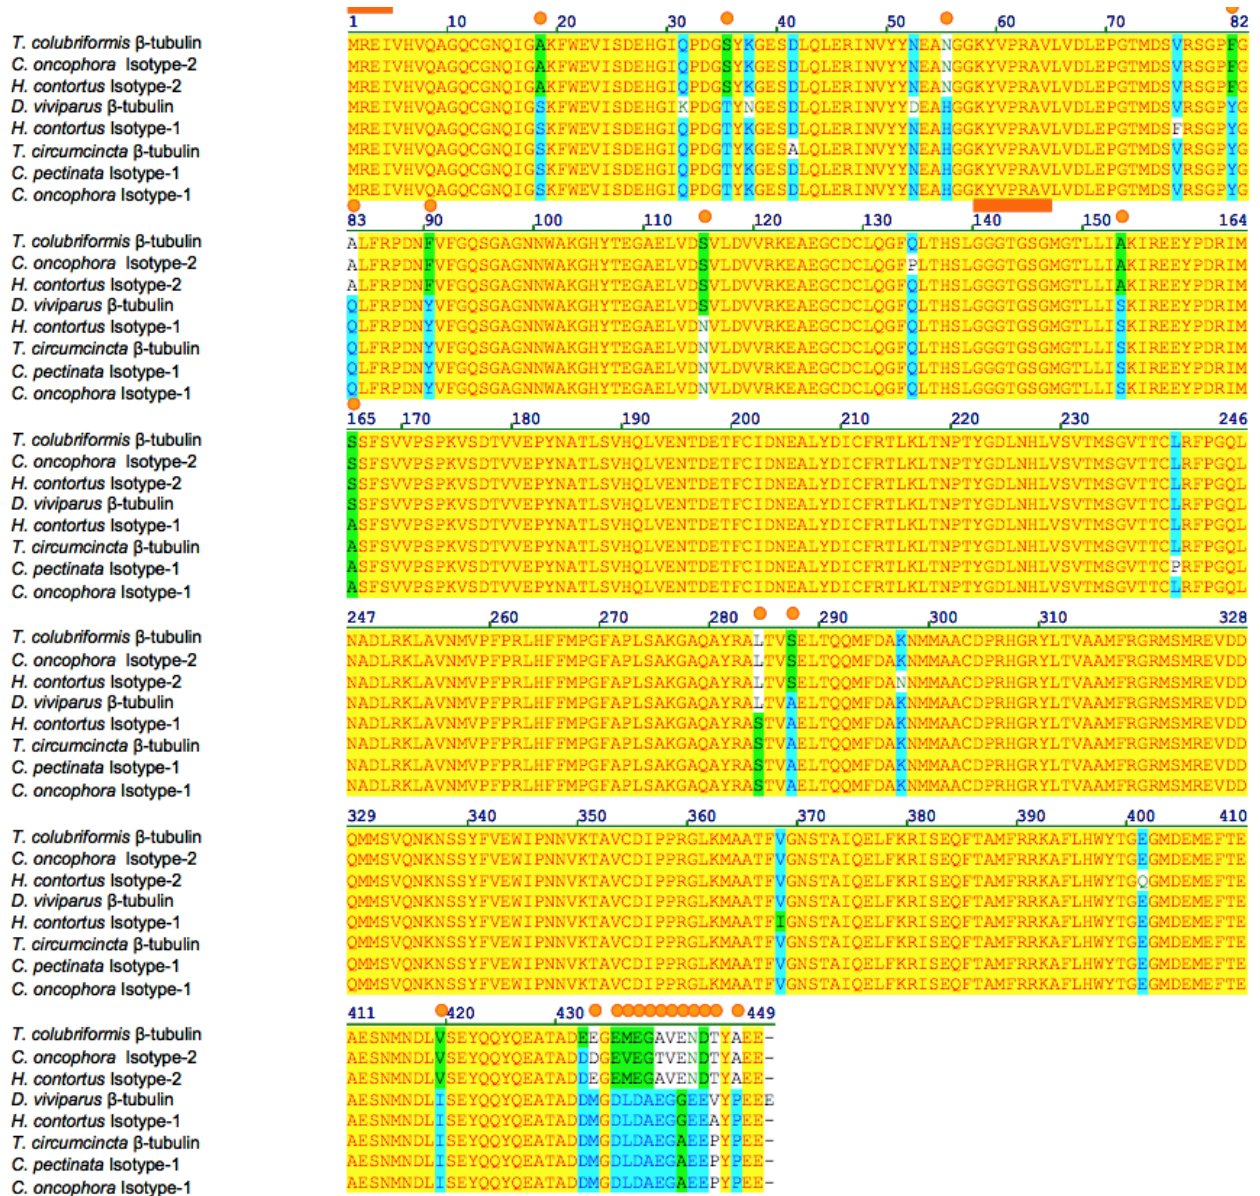 1 10 20 30 40 50 60 70 82
T. colubriformis β-tubulin MREIVHVQAGQCGNQIGAKFWEVISDEHGIQPDGSYKGESDLQLERINVYYNEANGGKYVPRAVLVDLEPGTMDSVRSGPFG
C. oncophora Isotype-2 MREIVHVQAGQCGNQIGAKFWEVISDEHGIQPDGSYKGESDLQLERINVYYNEANGGKYVPRAVLVDLEPGTMDSVRSGPFG
H. contortus Isotype-2 MREIVHVQAGQCGNQIGAKFWEVISDEHGIQPDGSYKGESDLQLERINVYYNEANGGKYVPRAVLVDLEPGTMDSVRSGPFG
D. viviparus β-tubulin MREIVHVQAGQCGNQIGSKFWEVISDEHGIKPDGTYNGESDLQLERINVYYDEAHGGKYVPRAVLVDLEPGTMDSVRSGPYG
H. contortus Isotype-1 MREIVHVQAGQCGNQIGSKFWEVISDEHGIQPDGTYKGESDLQLERINVYYNEAHGGKYVPRAVLVDLEPGTMDSFRSGPYG
T. circumcincta β-tubulin MREIVHVQAGQCGNQIGSKFWEVISDEHGIQPDGTYKGESALQLERINVYYNEAHGGKYVPRAVLVDLEPGTMDSVRSGPYG
C. pectinata Isotype-1 MREIVHVQAGQCGNQIGSKFWEVISDEHGIQPDGTYKGESDLQLERINVYYNEAHGGKYVPRAVLVDLEPGTMDSVRSGPYG
C. oncophora Isotype-1 MREIVHVQAGQCGNQIGSKFWEVISDEHGIQPDGTYKGESDLQLERINVYYNEAHGGKYVPRAVLVDLEPGTMDSVRSGPYG
83 90 100 110 120 130 140 150 164
T. colubriformis β-tubulin ALFRPDNFVFGQSGAGNNWAKGHYTEGAELVDSVLDVVRKEAEGCDCLQGFQLTHSLGGGTGSGMGTLLIAKIREEYPDRIM
C. oncophora Isotype-2 ALFRPDNFVFGQSGAGNNWAKGHYTEGAELVDSVLDVVRKEAEGCDCLQGFPLTHSLGGGTGSGMGTLLIAKIREEYPDRIM
H. contortus Isotype-2 ALFRPDNFVFGQSGAGNNWAKGHYTEGAELVDSVLDVVRKEAEGCDCLQGFQLTHSLGGGTGSGMGTLLIAKIREEYPDRIM
D. viviparus β-tubulin QLFRPDNYVFGQSGAGNNWAKGHYTEGAELVDSVLDVVRKEAEGCDCLQGFQLTHSLGGGTGSGMGTLLISKIREEYPDRIM
H. contortus Isotype-1 QLFRPDNYVFGQSGAGNNWAKGHYTEGAELVDNVLDVVRKEAEGCDCLQGFQLTHSLGGGTGSGMGTLLISKIREEYPDRIM
T. circumcincta β-tubulin QLFRPDNYVFGQSGAGNNWAKGHYTEGAELVDNVLDVVRKEAEGCDCLQGFQLTHSLGGGTGSGMGTLLISKIREEYPDRIM
C. pectinata Isotype-1 QLFRPDNYVFGQSGAGNNWAKGHYTEGAELVDNVLDVVRKEAEGCDCLQGFQLTHSLGGGTGSGMGTLLISKIREEYPDRIM
C. oncophora Isotype-1 QLFRPDNYVFGQSGAGNNWAKGHYTEGAELVDNVLDVVRKEAEGCDCLQGFQLTHSLGGGTGSGMGTLLISKIREEYPDRIM
165 170 180 190 200 210 220 230 246
T. colubriformis β-tubulin SSFSVVPSPKVSDTVVEPYNATLSVHQLVENTDETFCIDNEALYDICFRTLKLTNPTYGDLNHLVSVTMSGVTTCLRFPGQL
C. oncophora Isotype-2 SSFSVVPSPKVSDTVVEPYNATLSVHQLVENTDETFCIDNEALYDICFRTLKLTNPTYGDLNHLVSVTMSGVTTCLRFPGQL
H. contortus Isotype-2 SSFSVVPSPKVSDTVVEPYNATLSVHQLVENTDETFCIDNEALYDICFRTLKLTNPTYGDLNHLVSVTMSGVTTCLRFPGQL
D. viviparus β-tubulin SSFSVVPSPKVSDTVVEPYNATLSVHQLVENTDETFCIDNEALYDICFRTLKLTNPTYGDLNHLVSVTMSGVTTCLRFPGQL
H. contortus Isotype-1 ASFSVVPSPKVSDTVVEPYNATLSVHQLVENTDETFCIDNEALYDICFRTLKLTNPTYGDLNHLVSVTMSGVTTCLRFPGQL
T. circumcincta β-tubulin ASFSVVPSPKVSDTVVEPYNATLSVHQLVENTDETFCIDNEALYDICFRTLKLTNPTYGDLNHLVSVTMSGVTTCLRFPGQL
C. pectinata Isotype-1 ASFSVVPSPKVSDTVVEPYNATLSVHQLVENTDETFCIDNEALYDICFRTLKLTNPTYGDLNHLVSVTMSGVTTCPRFPGQL
C. oncophora Isotype-1 ASFSVVPSPKVSDTVVEPYNATLSVHQLVENTDETFCIDNEALYDICFRTLKLTNPTYGDLNHLVSVTMSGVTTCLRFPGQL
247 260 270 280 290 300 310 328
T. colubriformis β-tubulin NADLRKLAVNMVPFPRLHFFMPGFAPLSAKGAQAYRALTVSELTQQMFDAKNMMAACDPRHGRYLTVAAMFRGRMSMREVDD
C. oncophora Isotype-2 NADLRKLAVNMVPFPRLHFFMPGFAPLSAKGAQAYRALTVSELTQQMFDAKNMMAACDPRHGRYLTVAAMFRGRMSMREVDD
H. contortus Isotype-2 NADLRKLAVNMVPFPRLHFFMPGFAPLSAKGAQAYRALTVSELTQQMFDANNMMAACDPRHGRYLTVAAMFRGRMSMREVDD
D. viviparus β-tubulin NADLRKLAVNMVPFPRLHFFMPGFAPLSAKGAQAYRALTVAELTQQMFDAKNMMAACDPRHGRYLTVAAMFRGRMSMREVDD
H. contortus Isotype-1 NADLRKLAVNMVPFPRLHFFMPGFAPLSAKGAQAYRASTVAELTQQMFDAKNMMAACDPRHGRYLTVAAMFRGRMSMREVDD
T. circumcincta β-tubulin NADLRKLAVNMVPFPRLHFFMPGFAPLSAKGAQAYRASTVAELTQQMFDAKNMMAACDPRHGRYLTVAAMFRGRMSMREVDD
C. pectinata Isotype-1 NADLRKLAVNMVPFPRLHFFMPGFAPLSAKGAQAYRASTVAELTQQMFDAKNMMAACDPRHGRYLTVAAMFRGRMSMREVDD
C. oncophora Isotype-1 NADLRKLAVNMVPFPRLHFFMPGFAPLSAKGAQAYRASTVAELTQQMFDAKNMMAACDPRHGRYLTVAAMFRGRMSMREVDD
329 340 350 360 370 380 390 400 410
T. colubriformis β-tubulin QMMSVQNKNSSYFVEWIPNNVKTAVCDIPPRGLKMAATFVGNSTAIQELFKRISEQFTAMFRRKAFLHWYTGEGMDEMEFTE
C. oncophora Isotype-2 QMMSVQNKNSSYFVEWIPNNVKTAVCDIPPRGLKMAATFVGNSTAIQELFKRISEQFTAMFRRKAFLHWYTGEGMDEMEFTE
H. contortus Isotype-2 QMMSVQNKNSSYFVEWIPNNVKTAVCDIPPRGLKMAATFVGNSTAIQELFKRISEQFTAMFRRKAFLHWYTGQGMDEMEFTE
D. viviparus β-tubulin QMMSVQNKNSSYFVEWIPNNVKTAVCDIPPRGLKMAATFVGNSTAIQELFKRISEQFTAMFRRKAFLHWYTGEGMDEMEFTE
H. contortus Isotype-1 QMMSVQNKNSSYFVEWIPNNVKTAVCDIPPRGLKMAATFIGNSTAIQELFKRISEQFTAMFRRKAFLHWYTGEGMDEMEFTE
T. circumcincta β-tubulin QMMSVQNKNSSYFVEWIPNNVKTAVCDIPPRGLKMAATFVGNSTAIQELFKRISEQFTAMFRRKAFLHWYTGEGMDEMEFTE
C. pectinata Isotype-1 QMMSVQNKNSSYFVEWIPNNVKTAVCDIPPRGLKMAATFVGNSTAIQELFKRISEQFTAMFRRKAFLHWYTGEGMDEMEFTE
C. oncophora Isotype-1 QMMSVQNKNSSYFVEWIPNNVKTAVCDIPPRGLKMAATFVGNSTAIQELFKRISEQFTAMFRRKAFLHWYTGEGMDEMEFTE
411 420 430 449
T. colubriformis β-tubulin AESNMNDLVSEYQQYQEATADEEGEMEGAVENDTYAEE-
C. oncophora Isotype-2 AESNMNDLVSEYQQYQEATADDDGEVEGTVENDTYAEE-
H. contortus Isotype-2 AESNMNDLVSEYQQYQEATADDEGEMEGAVENDTYAEE-
D. viviparus β-tubulin AESNMNDLISEYQQYQEATADDMGDLDAEGGEEVYPEEE
H. contortus Isotype-1 AESNMNDLISEYQQYQEATADDMGDLDAEGGEEAYPEE-
T. circumcincta β-tubulin AESNMNDLISEYQQYQEATADDMGDLDAEGAEEPYPEE-
C. pectinata Isotype-1 AESNMNDLISEYQQYQEATADDMGDLDAEGAEEPYPEE-
C. oncophora Isotype-1 AESNMNDLISEYQQYQEATADDMGDLDAEGAEEPYPEE-